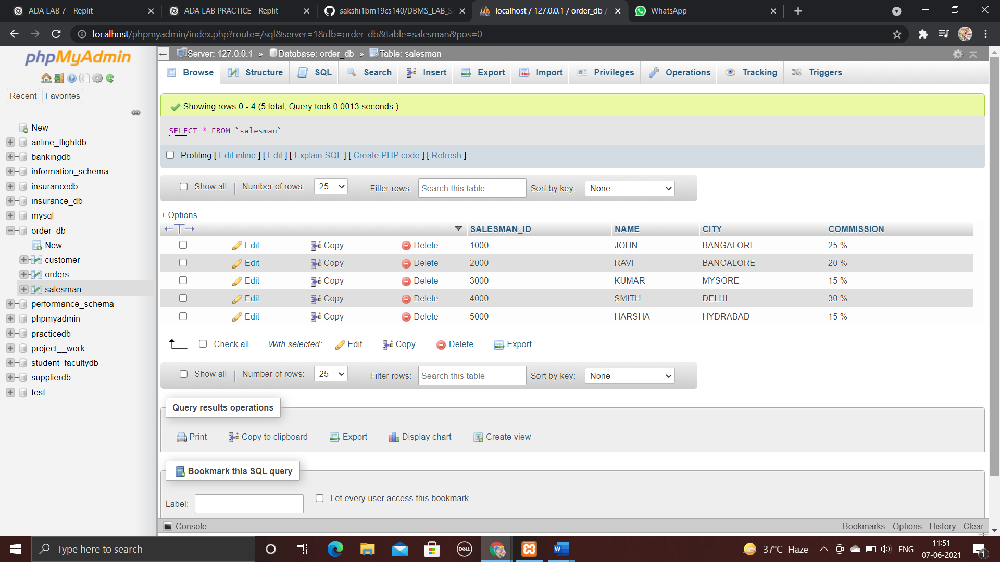 ADA LAB 7 - Replit
ADA LAB PRACTICE - Replit
sakshi1bm19cs140/DBMS_LAB_S
localhost / 127.0.0.1 / order_db /
WhatsApp
localhost/phpmyadmin/index.php?route=/sql&server=1&db=order_db&table=salesman&pos=0
phpMyAdmin
Recent Favorites
New
airline_flightdb
bankingdb
information_schema
insurancedb
insurance_db
mysql
order_db
New
customer
orders
salesman
performance_schema
phpmyadmin
practicedb
project__work
student_facultydb
supplierdb
test
Server: 127.0.0.1 » Database: order_db » Table: salesman
Browse Structure SQL Search Insert Export Import Privileges Operations Tracking Triggers
Showing rows 0 - 4 (5 total, Query took 0.0013 seconds.)
SELECT * FROM `salesman`
Profiling [ Edit inline ] [ Edit ] [ Explain SQL ] [ Create PHP code ] [ Refresh ]
Show all | Number of rows: 25 Filter rows: Search this table Sort by key: None
+ Options
←T→ SALESMAN_ID NAME CITY COMMISSION
Edit Copy Delete 1000 JOHN BANGALORE 25 %
Edit Copy Delete 2000 RAVI BANGALORE 20 %
Edit Copy Delete 3000 KUMAR MYSORE 15 %
Edit Copy Delete 4000 SMITH DELHI 30 %
Edit Copy Delete 5000 HARSHA HYDRABAD 15 %
Check all With selected: Edit Copy Delete Export
Show all | Number of rows: 25 Filter rows: Search this table Sort by key: None
Query results operations
Print Copy to clipboard Export Display chart Create view
Bookmark this SQL query
Label: Let every user access this bookmark
Console Bookmarks Options History Clear
Type here to search
DELL
37°C Haze
ENG
11:51
07-06-2021
1